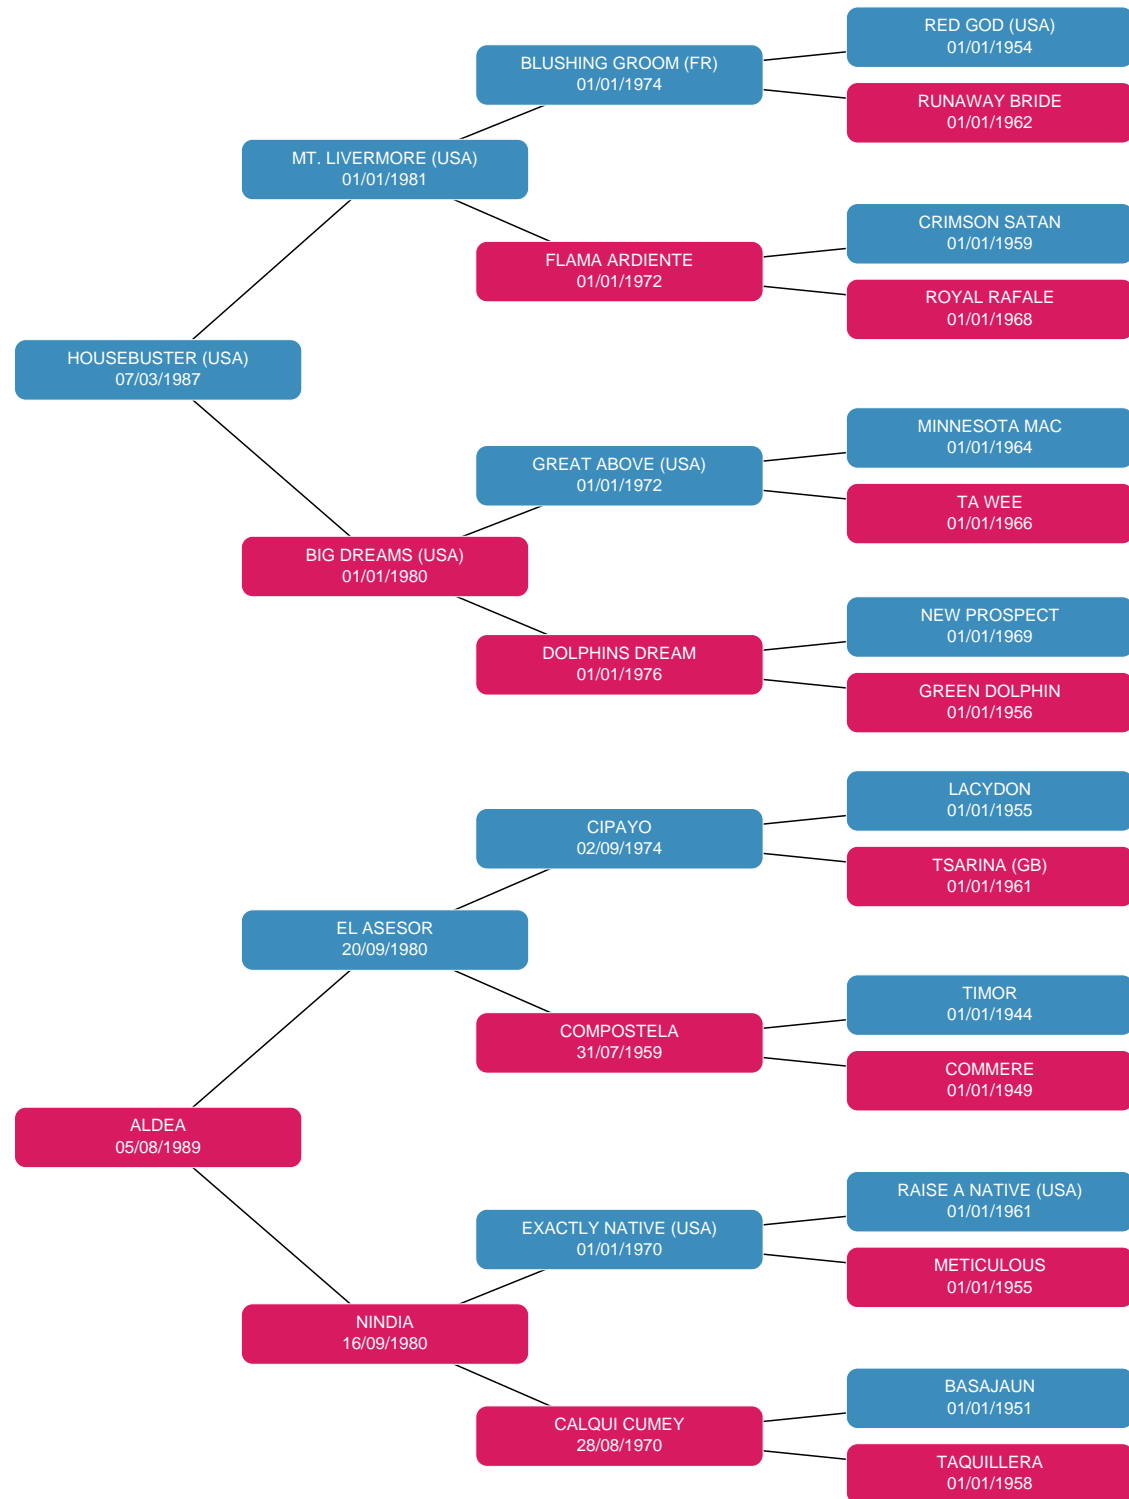 RED GOD (USA)
01/01/1954
BLUSHING GROOM (FR)
01/01/1974
RUNAWAY BRIDE
01/01/1962
MT. LIVERMORE (USA)
01/01/1981
CRIMSON SATAN
01/01/1959
FLAMA ARDIENTE
01/01/1972
ROYAL RAFALE
01/01/1968
HOUSEBUSTER (USA)
07/03/1987
MINNESOTA MAC
01/01/1964
GREAT ABOVE (USA)
01/01/1972
TA WEE
01/01/1966
BIG DREAMS (USA)
01/01/1980
NEW PROSPECT
01/01/1969
DOLPHINS DREAM
01/01/1976
GREEN DOLPHIN
01/01/1956
LACYDON
01/01/1955
CIPAYO
02/09/1974
TSARINA (GB)
01/01/1961
EL ASESOR
20/09/1980
TIMOR
01/01/1944
COMPOSTELA
31/07/1959
COMMERE
01/01/1949
ALDEA
05/08/1989
RAISE A NATIVE (USA)
01/01/1961
EXACTLY NATIVE (USA)
01/01/1970
METICULOUS
01/01/1955
NINDIA
16/09/1980
BASAJAUN
01/01/1951
CALQUI CUMEY
28/08/1970
TAQUILLERA
01/01/1958